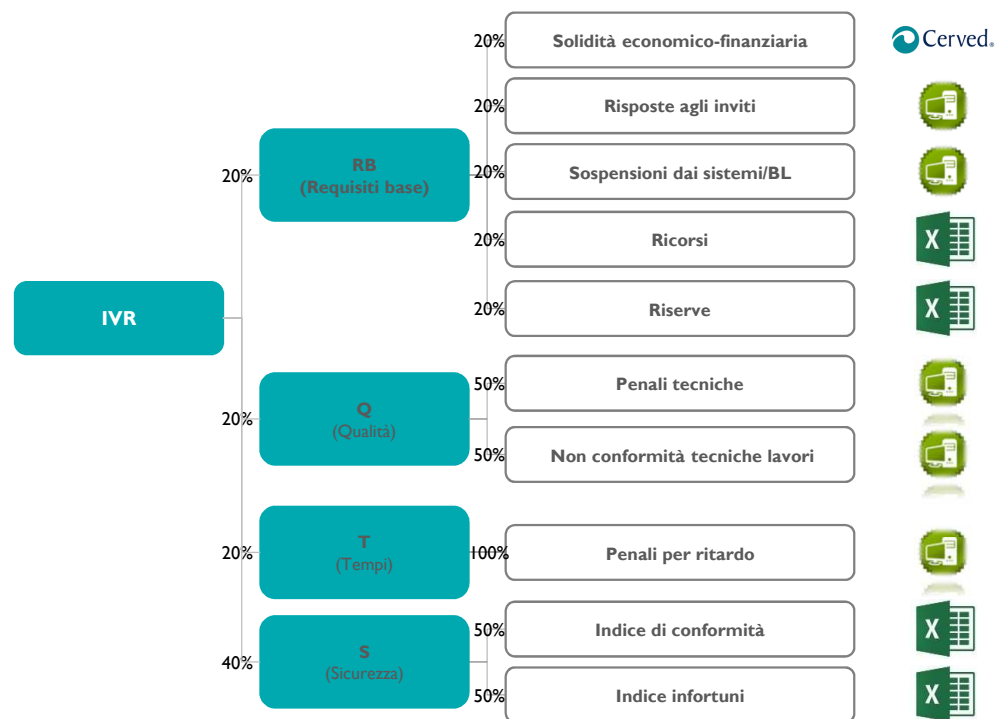 20%
Solidità economico-finanziaria
Cerved.
20%
Risposte agli inviti
20%
RB
(Requisiti base)
20%
Sospensioni dai sistemi/BL
20%
Ricorsi
X
20%
Riserve
X
IVR
20%
Q
(Qualità)
50%
Penali tecniche
50%
Non conformità tecniche lavori
20%
T
(Tempi)
100%
Penali per ritardo
40%
S
(Sicurezza)
50%
Indice di conformità
X
50%
Indice infortuni
X